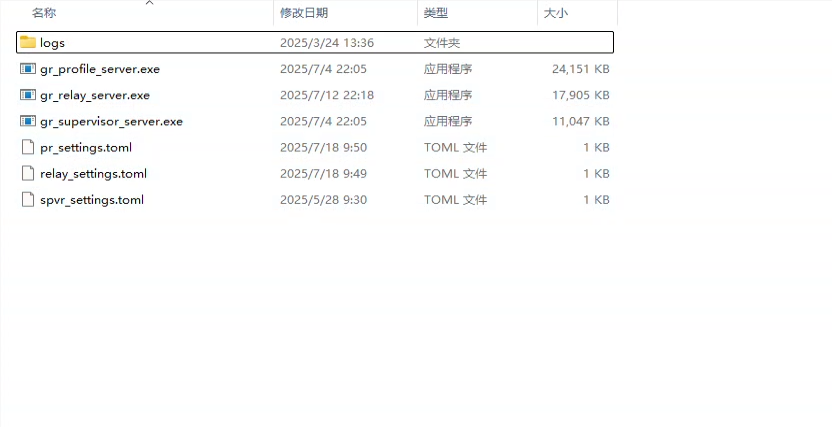 名称 修改日期 类型 大小
logs 2025/3/24 13:36 文件夹
gr_profile_server.exe 2025/7/4 22:05 应用程序 24,151 KB
gr_relay_server.exe 2025/7/12 22:18 应用程序 17,905 KB
gr_supervisor_server.exe 2025/7/4 22:05 应用程序 11,047 KB
pr_settings.toml 2025/7/18 9:50 TOML 文件 1 KB
relay_settings.toml 2025/7/18 9:49 TOML 文件 1 KB
spvr_settings.toml 2025/5/28 9:30 TOML 文件 1 KB